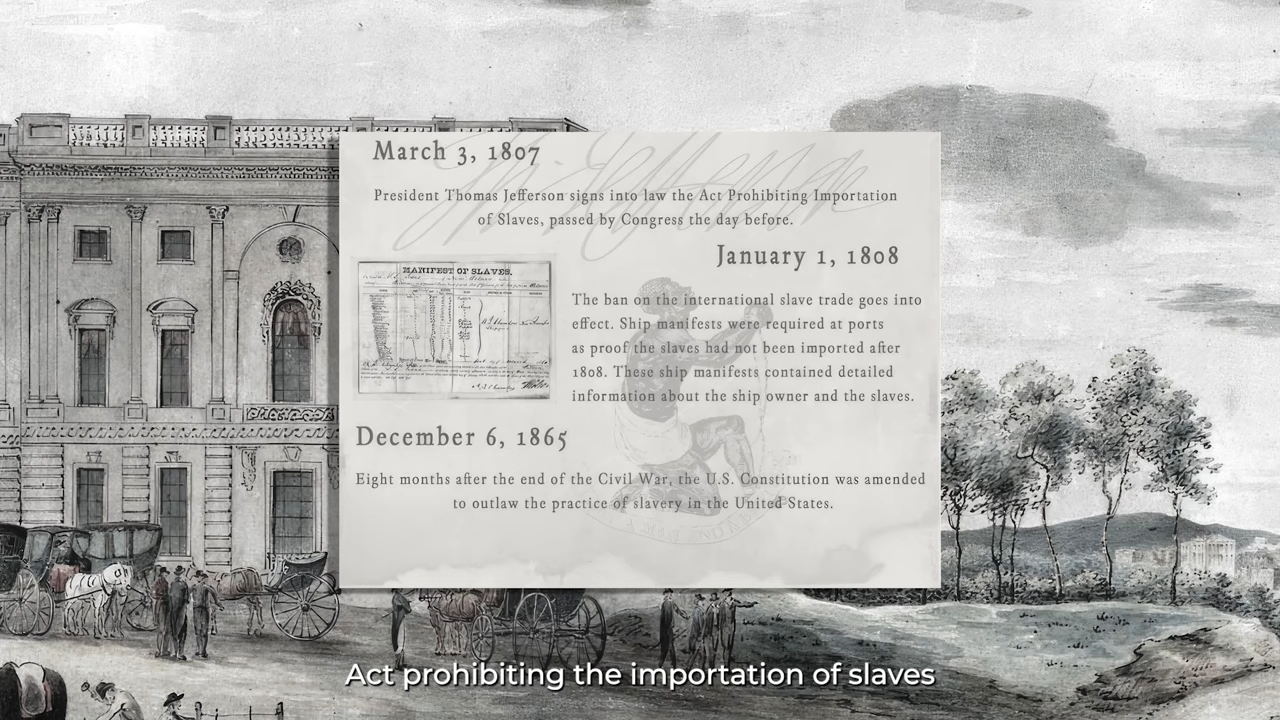 March 3, 1807
President Thomas Jefferson signs into law the Act Prohibiting Importation
of Slaves, passed by Congress the day before.
January 1, 1808
MANIFEST OF SLAVES.
The ban on the international slave trade goes into
effect. Ship manifests were required at ports
as proof the slaves had not been imported after
1808. These ship manifests contained detailed
information about the ship owner and the slaves.
December 6, 1865
Eight months after the end of the Civil War, the U.S. Constitution was amended
to outlaw the practice of slavery in the United States.
Act prohibiting the importation of slaves